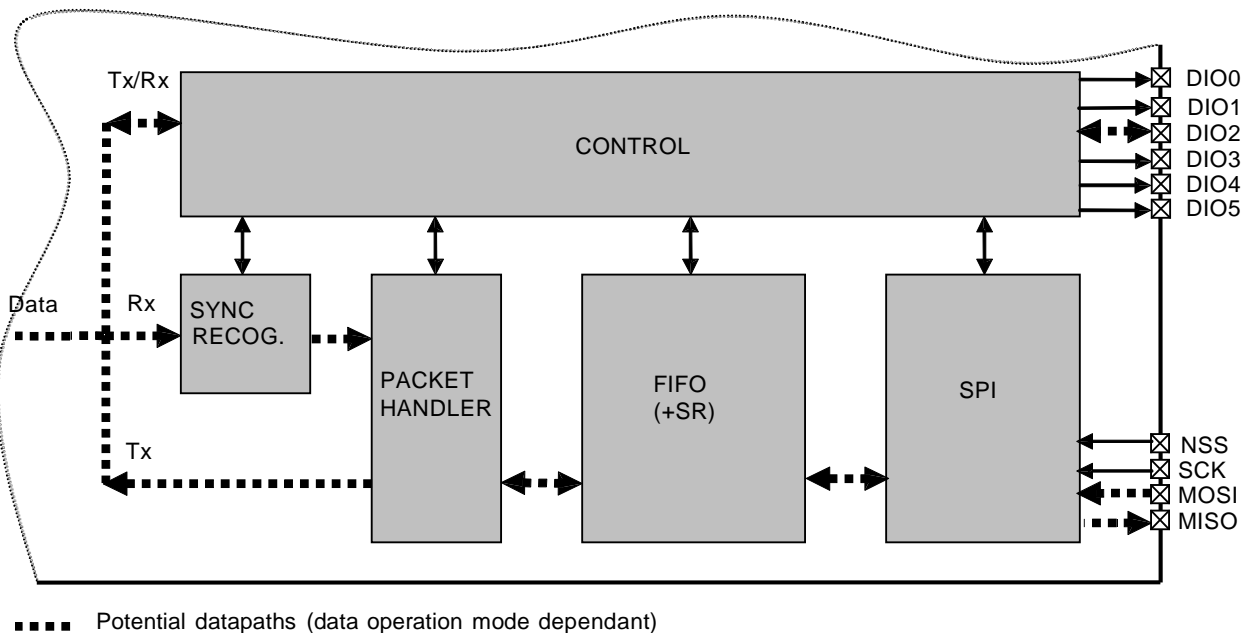 Tx/Rx
CONTROL
DIO0
DIO1
DIO2
DIO3
DIO4
DIO5
Data
Rx
SYNC
RECOG.
PACKET
HANDLER
FIFO
(+SR)
SPI
Tx
NSS
SCK
MOSI
MISO
Potential datapaths (data operation mode dependant)